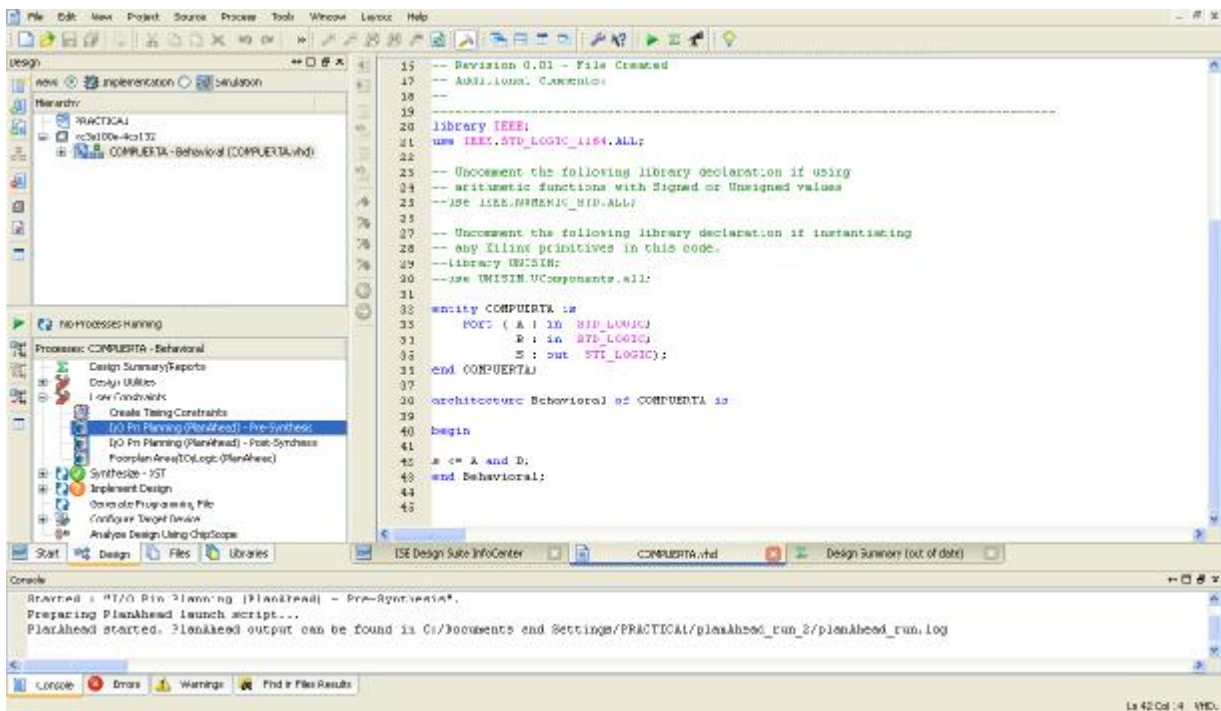 File Edit View Project Source Process Tools Window Layout Help
Design
View: Implementation Simulation
Hierarchy
PRACTICA1
xc3s100e-4cp132
COMPUERTA - Behavioral (COMPUERTA.vhd)
No Processes Running
Processes: COMPUERTA - Behavioral
Design Summary/Reports
Design Utilities
User Constraints
Create Timing Constraints
I/O Pin Planning (PlanAhead) - Pre-Synthesis
I/O Pin Planning (PlanAhead) - Post-Synthesis
Floorplan Area/IO/Logic (PlanAhead)
Synthesize - XST
Implement Design
Generate Programming File
Configure Target Device
Analyze Design Using ChipScope
Start Design Files Libraries
16 -- Revision 0.01 - File Created
17 -- Additional Comments:
18 --
19 ----------------------------------------------------------------------------------
20 library IEEE;
21 use IEEE.STD_LOGIC_1164.ALL;
22
23 -- Uncomment the following library declaration if using
24 -- arithmetic functions with Signed or Unsigned values
25 --use IEEE.NUMERIC_STD.ALL;
26
27 -- Uncomment the following library declaration if instantiating
28 -- any Xilinx primitives in this code.
29 --library UNISIM;
30 --use UNISIM.VComponents.all;
31
32 entity COMPUERTA is
33 Port ( A : in STD_LOGIC;
34 B : in STD_LOGIC;
35 S : out STD_LOGIC);
36 end COMPUERTA;
37
38 architecture Behavioral of COMPUERTA is
39
40 begin
41
42 s <= A and B;
43 end Behavioral;
44
45
ISE Design Suite InfoCenter COMPUERTA.vhd Design Summary (out of date)
Console
Started : "I/O Pin Planning (PlanAhead) - Pre-Synthesis".
Preparing PlanAhead launch script...
PlanAhead started. PlanAhead output can be found in C:/Documents and Settings/PRACTICA1/planAhead_run_2/planAhead_run.log
Console Errors Warnings Find in Files Results
Ln 42 Col 14 VHDL